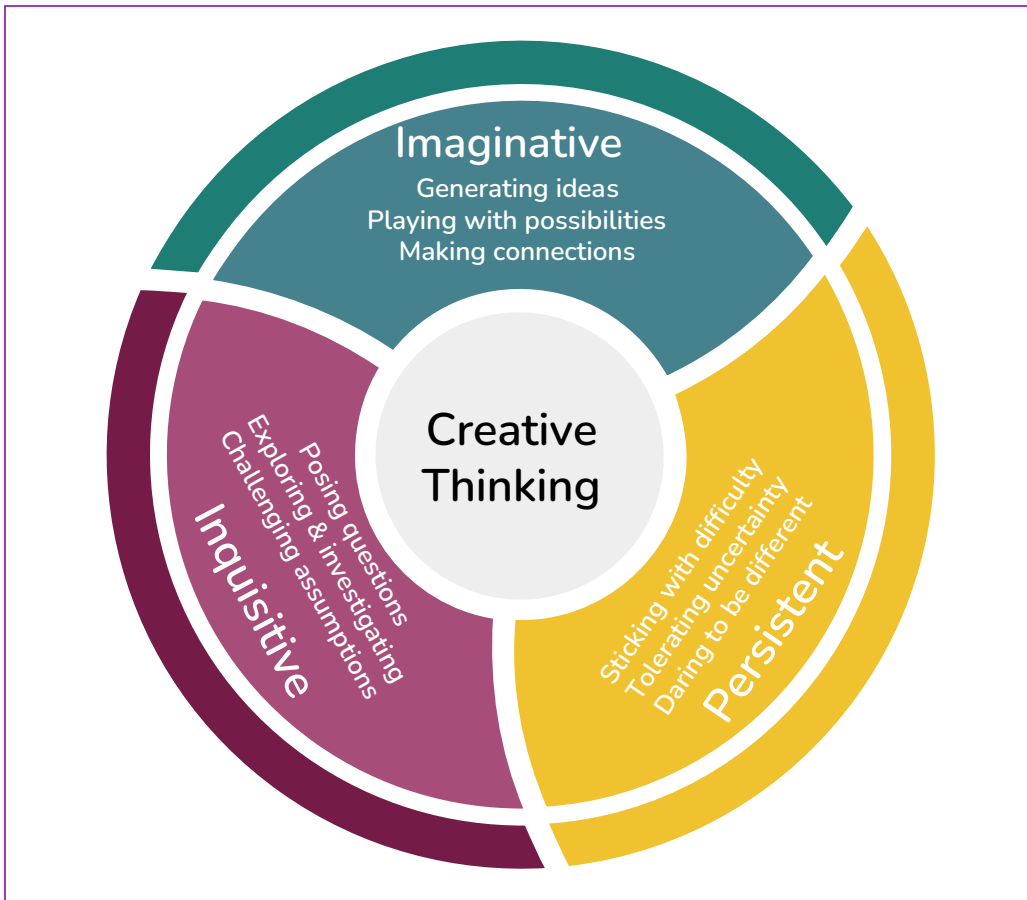 Imaginative
Generating ideas
Playing with possibilities
Making connections
Creative
Thinking
Sticking with difficulty
Tolerating uncertainty
Daring to be different
Persistent
Posing questions
Exploring & investigating
Challenging assumptions
Inquisitive